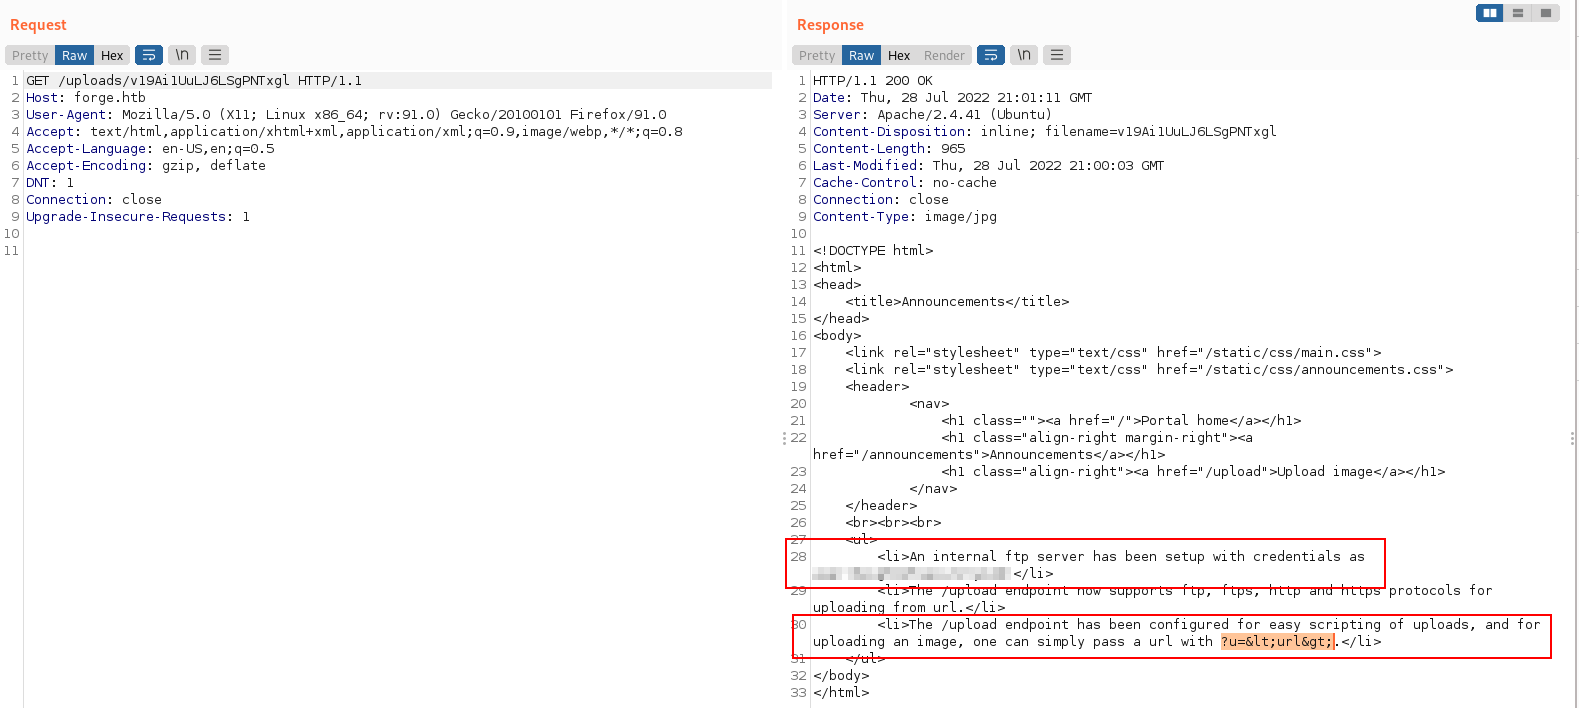 Request
Pretty Raw Hex \n
1 GET /uploads/v19Ai1UuLJ6LSgPNTxgl HTTP/1.1
2 Host: forge.htb
3 User-Agent: Mozilla/5.0 (X11; Linux x86_64; rv:91.0) Gecko/20100101 Firefox/91.0
4 Accept: text/html,application/xhtml+xml,application/xml;q=0.9,image/webp,*/*;q=0.8
5 Accept-Language: en-US,en;q=0.5
6 Accept-Encoding: gzip, deflate
7 DNT: 1
8 Connection: close
9 Upgrade-Insecure-Requests: 1
10
11
Response
Pretty Raw Hex Render \n
1 HTTP/1.1 200 OK
2 Date: Thu, 28 Jul 2022 21:01:11 GMT
3 Server: Apache/2.4.41 (Ubuntu)
4 Content-Disposition: inline; filename=v19Ai1UuLJ6LSgPNTxgl
5 Content-Length: 965
6 Last-Modified: Thu, 28 Jul 2022 21:00:03 GMT
7 Cache-Control: no-cache
8 Connection: close
9 Content-Type: image/jpg
10
11 <!DOCTYPE html>
12 <html>
13 <head>
14 <title>Announcements</title>
15 </head>
16 <body>
17 <link rel="stylesheet" type="text/css" href="/static/css/main.css">
18 <link rel="stylesheet" type="text/css" href="/static/css/announcements.css">
19 <header>
20 <nav>
21 <h1 class=""><a href="/">Portal home</a></h1>
22 <h1 class="align-right margin-right"><a
href="/announcements">Announcements</a></h1>
23 <h1 class="align-right"><a href="/upload">Upload image</a></h1>
24 </nav>
25 </header>
26 <br><br><br>
27 <ul>
28 <li>An internal ftp server has been setup with credentials as
</li>
29 <li>The /upload endpoint now supports ftp, ftps, http and https protocols for
uploading from url.</li>
30 <li>The /upload endpoint has been configured for easy scripting of uploads, and for
uploading an image, one can simply pass a url with ?u=&lt;url&gt;.</li>
31 </ul>
32 </body>
33 </html>